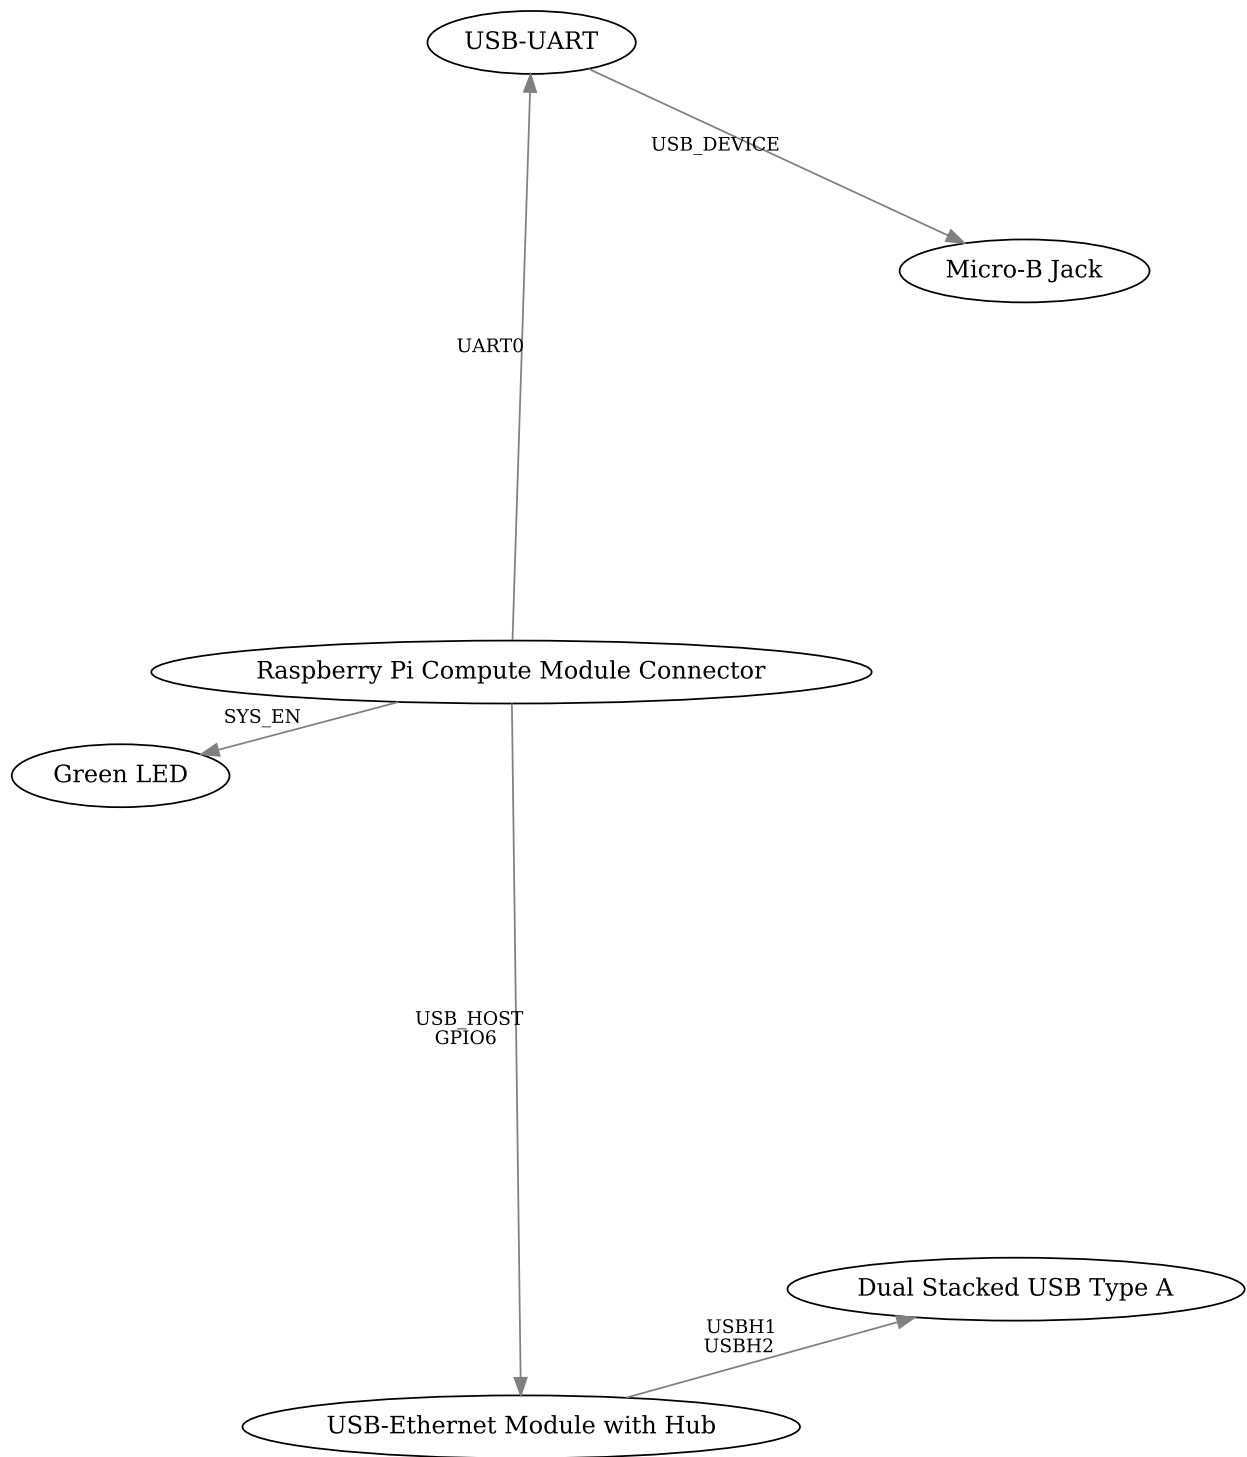 USB-UART
USB_DEVICE
Micro-B Jack
UART0
Raspberry Pi Compute Module Connector
SYS_EN
Green LED
USB_HOST
GPIO6
Dual Stacked USB Type A
USBH1
USBH2
USB-Ethernet Module with Hub